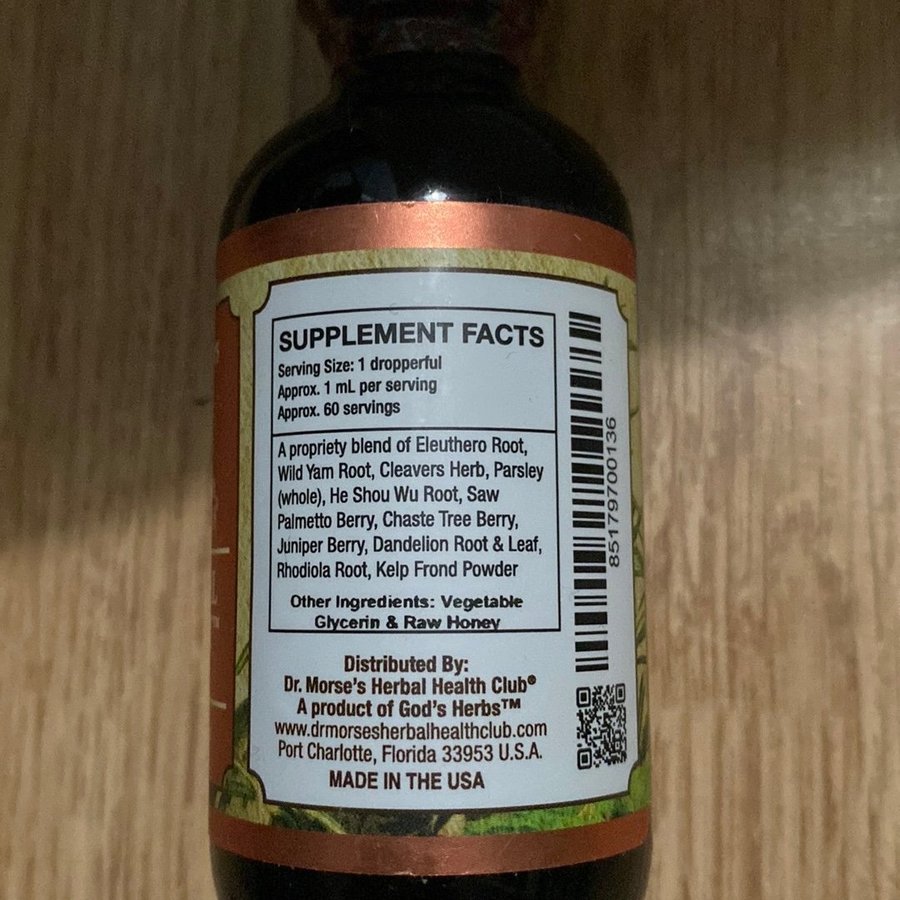 SUPPLEMENT FACTS
Serving Size: 1 dropperful
Approx. 1 mL per serving
Approx. 60 servings
A propriety blend of Eleuthero Root,
Wild Yam Root, Cleavers Herb, Parsley
(whole), He Shou Wu Root, Saw
Palmetto Berry, Chaste Tree Berry,
Juniper Berry, Dandelion Root & Leaf,
Rhodiola Root, Kelp Frond Powder
Other Ingredients: Vegetable
Glycerin & Raw Honey
Distributed By:
Dr. Morse's Herbal Health Club®
A product of God's Herbs™
www.drmorsesherbalhealthclub.com
Port Charlotte, Florida 33953 U.S.A.
MADE IN THE USA
85179700136